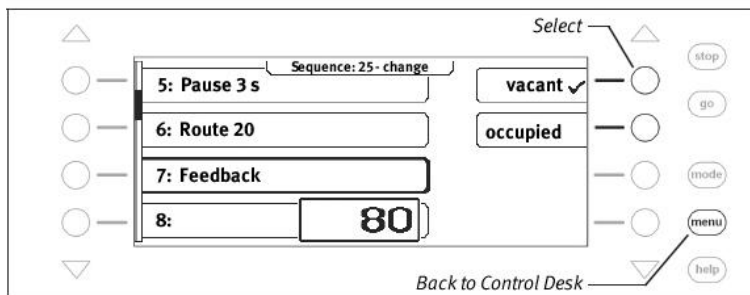 Select
stop
Sequence: 25 - change
5: Pause 3 s
vacant ✓
go
6: Route 20
occupied
7: Feedback
mode
8:
80
menu
help
Back to Control Desk